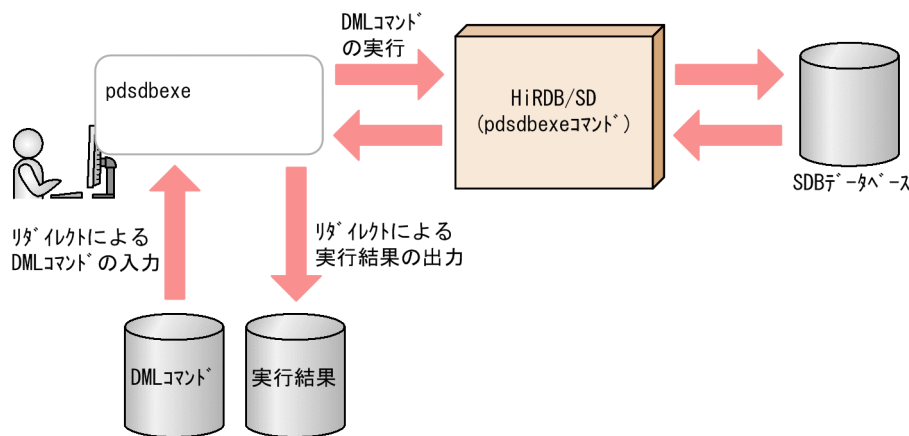 DMLｺﾏﾝﾄﾞ
の実行
pdsdbexe
HiRDB/SD
(pdsdbexeｺﾏﾝﾄﾞ)
SDBﾃﾞｰﾀﾍﾞｰｽ
ﾘﾀﾞｲﾚｸﾄによる
DMLｺﾏﾝﾄﾞの入力
ﾘﾀﾞｲﾚｸﾄによる
実行結果の出力
DMLｺﾏﾝﾄﾞ
実行結果